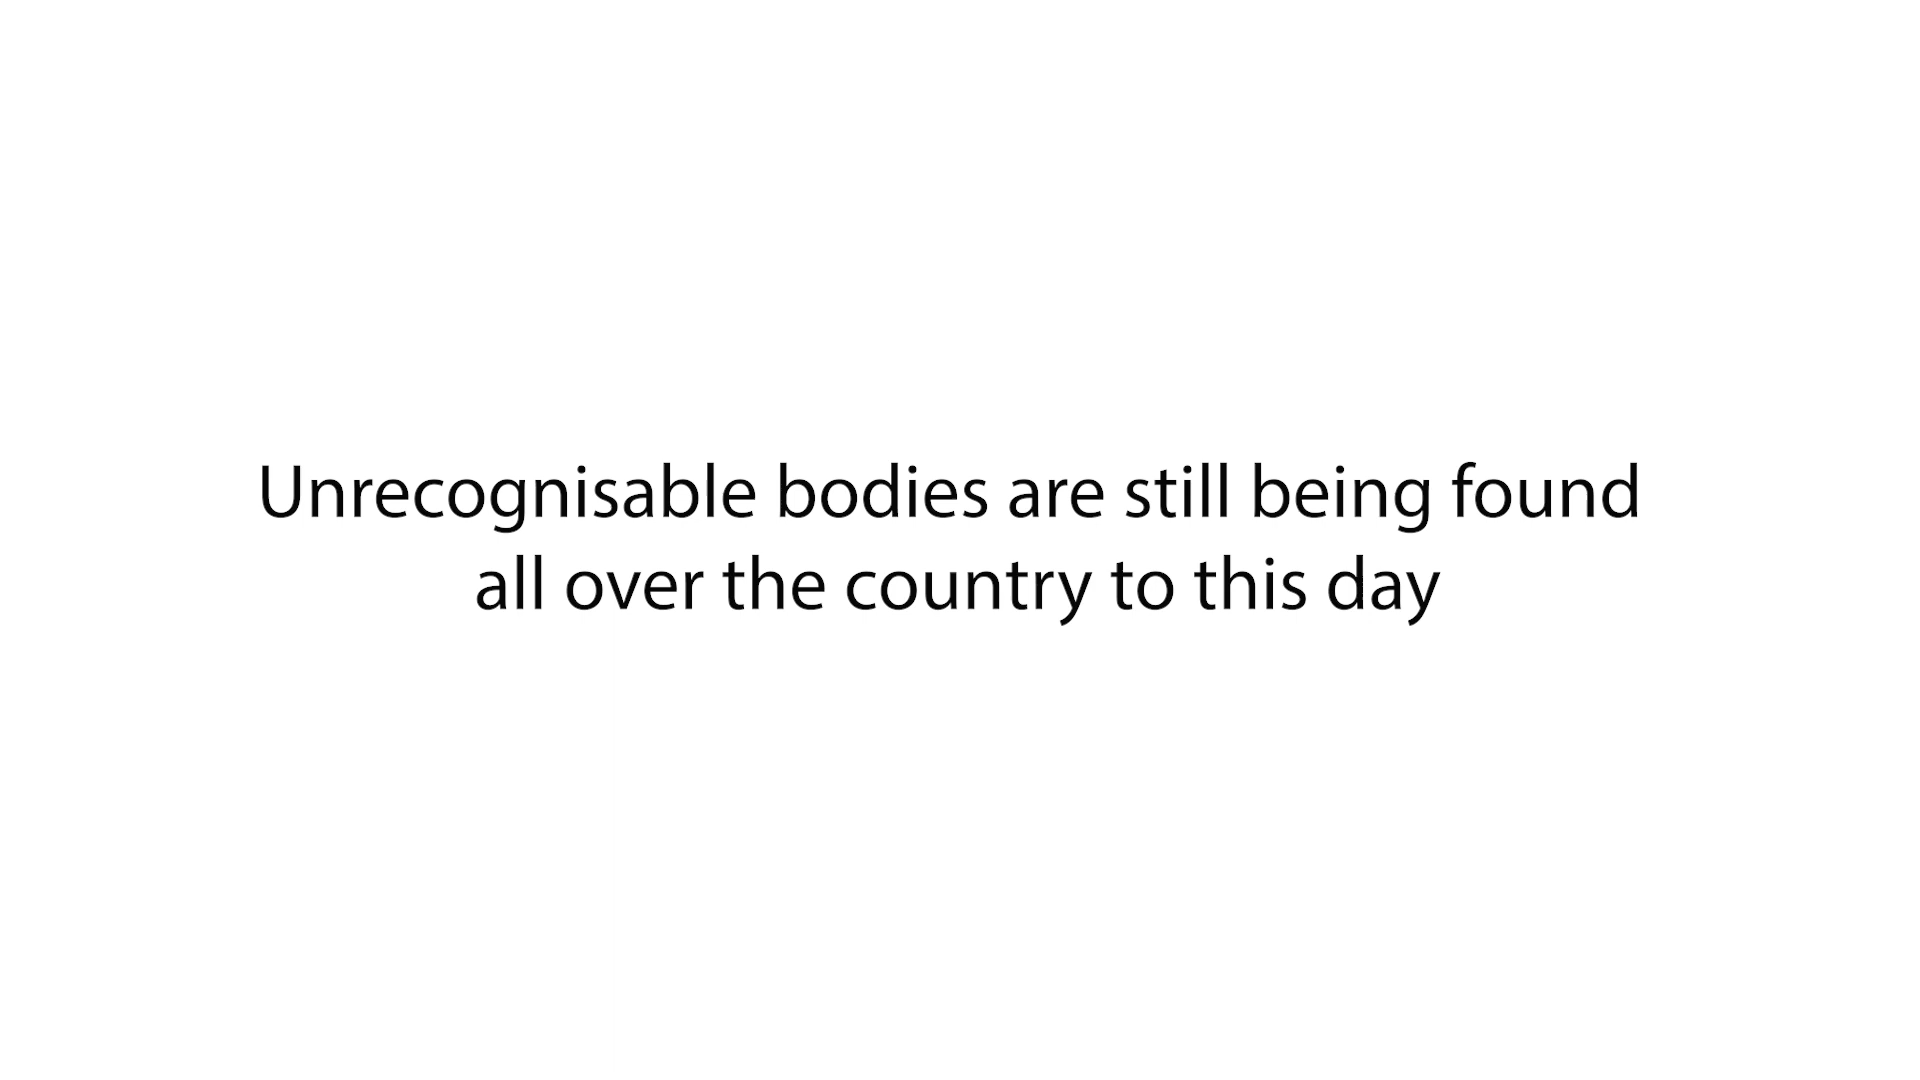 Unrecognisable bodies are still being found
all over the country to this day